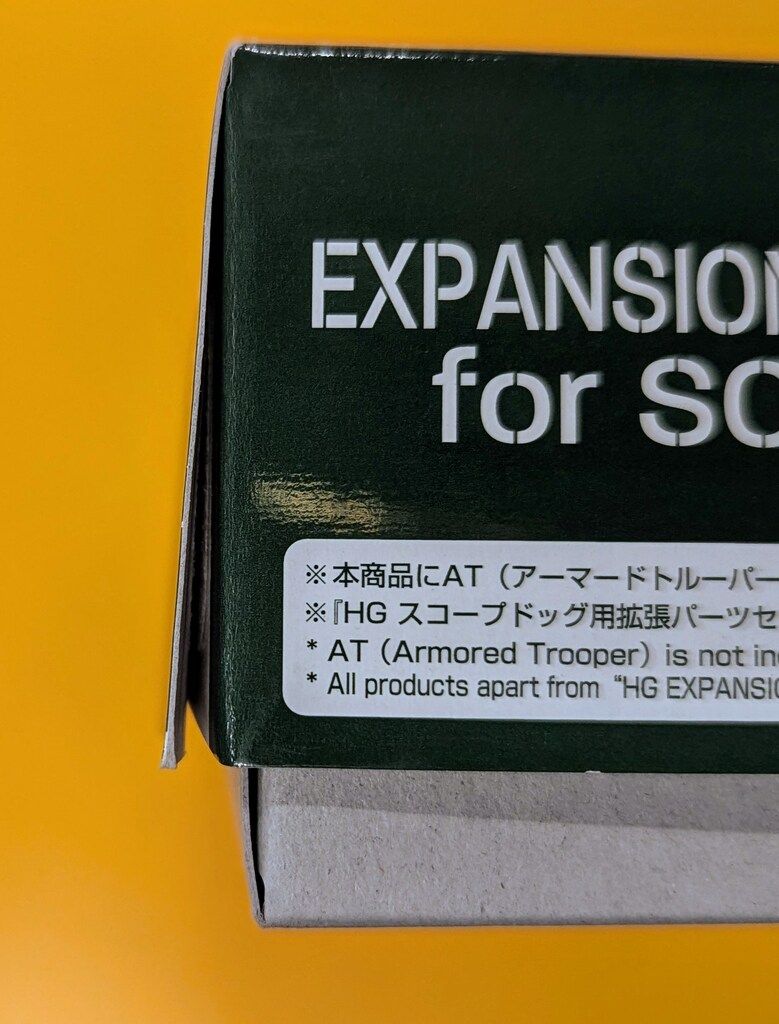 EXPANSION
for SC
※本商品にAT（アーマードトルーパー
※『HG スコープドッグ用拡張パーツセ
* AT (Armored Trooper) is not in
* All products apart from “HG EXPANSI